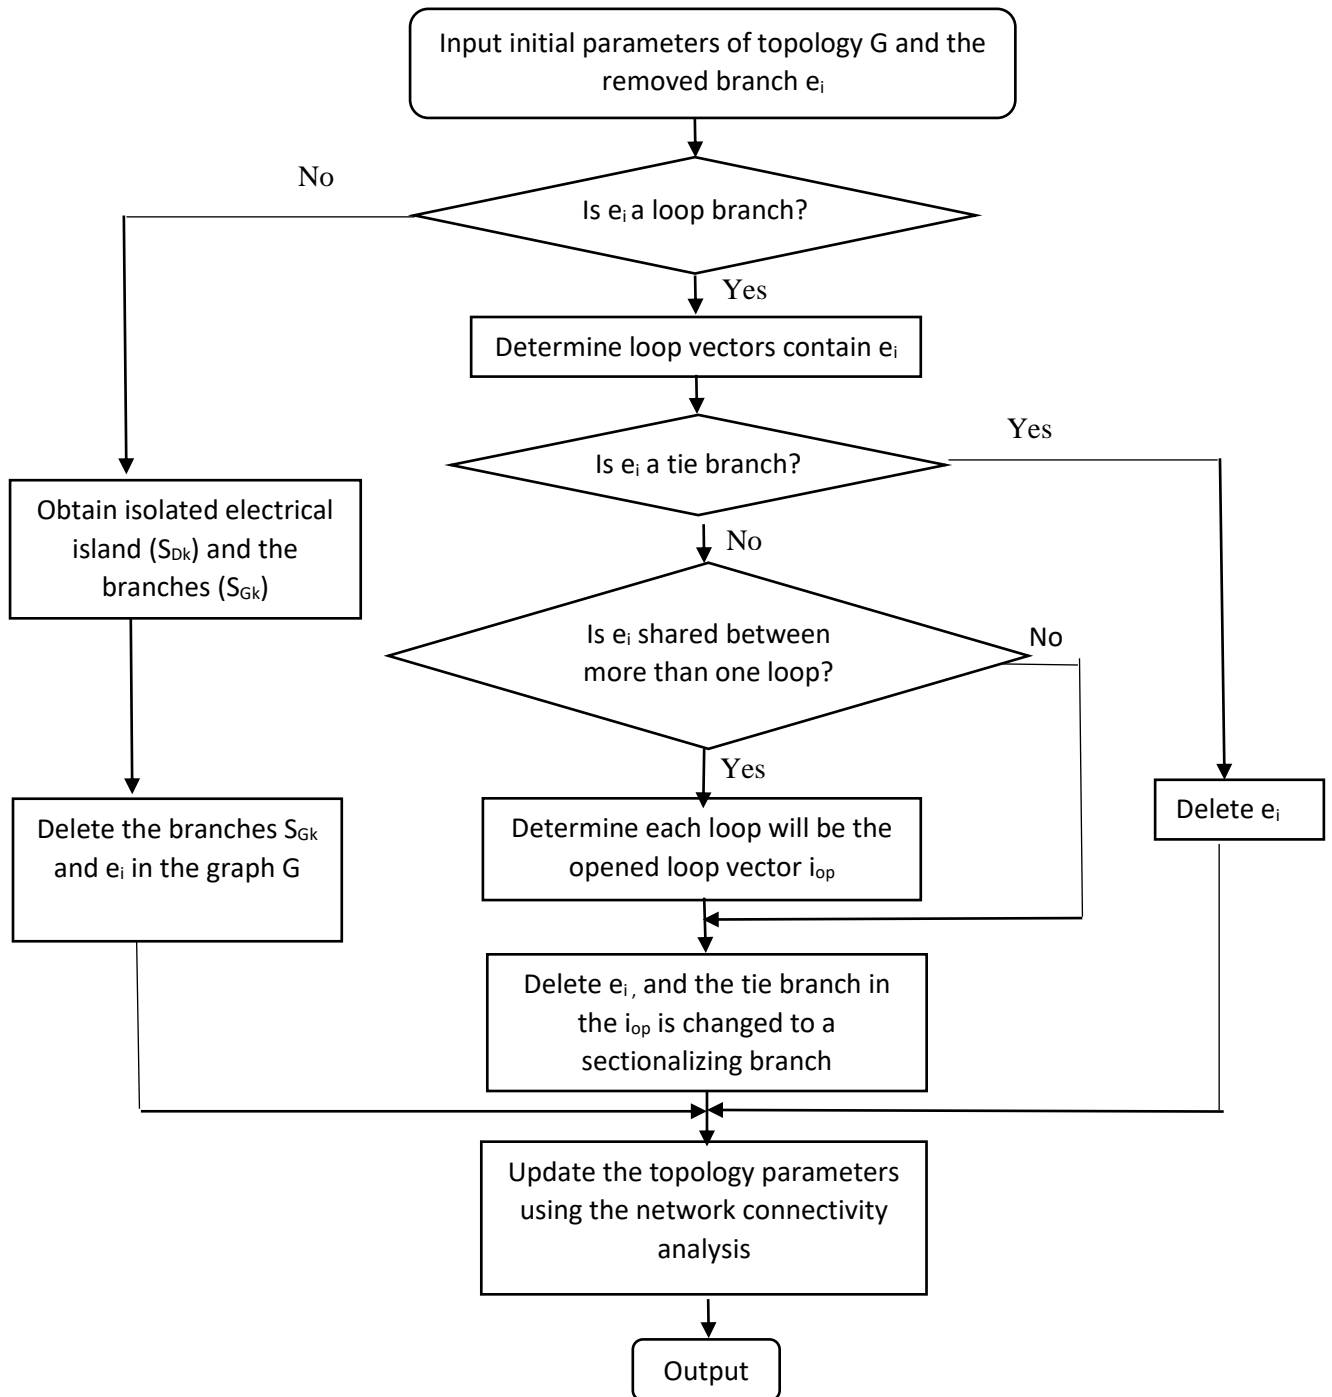 Input initial parameters of topology G and the
removed branch eᵢ
No
Is eᵢ a loop branch?
Yes
Determine loop vectors contain eᵢ
Yes
Is eᵢ a tie branch?
Obtain isolated electrical
island (S_Dk) and the
branches (S_Gk)
No
Is eᵢ shared between
more than one loop?
No
Yes
Delete the branches S_Gk
and eᵢ in the graph G
Determine each loop will be the
opened loop vector i_op
Delete eᵢ
Delete eᵢ , and the tie branch in
the i_op is changed to a
sectionalizing branch
Update the topology parameters
using the network connectivity
analysis
Output